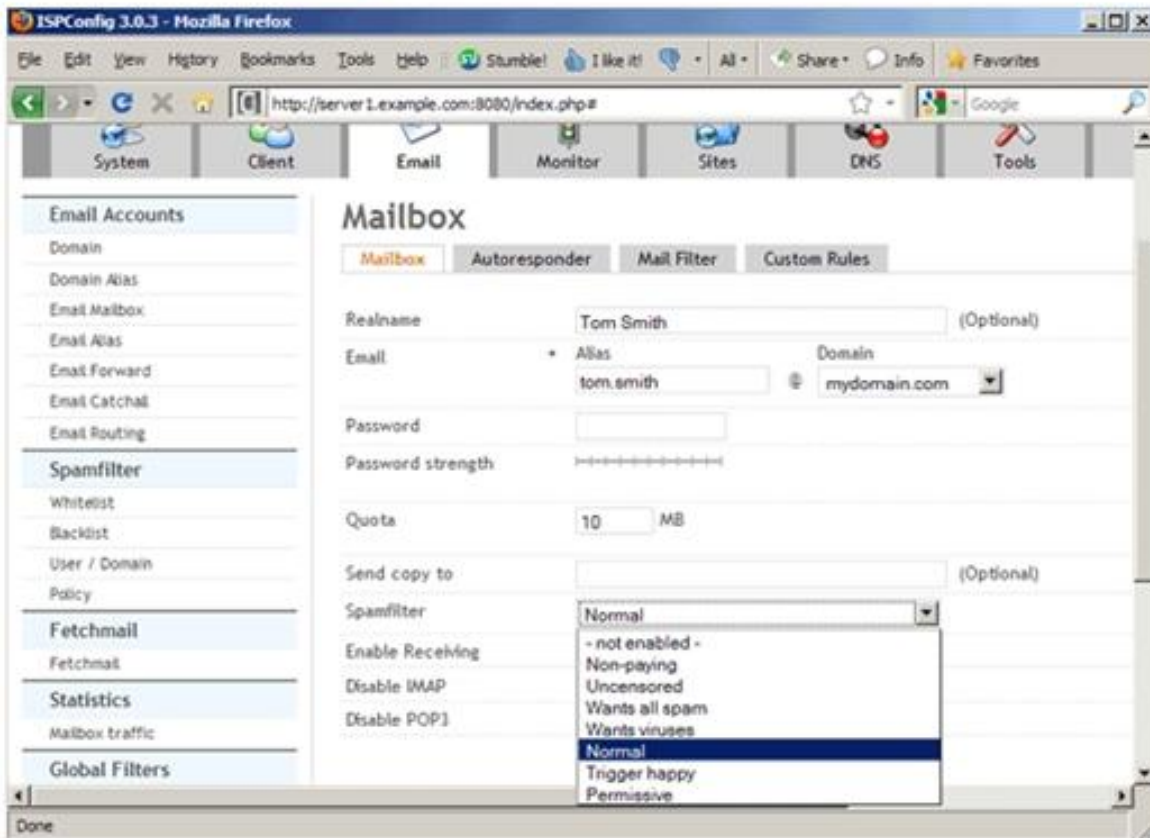 ISPConfig 3.0.3 - Mozilla Firefox
File Edit View History Bookmarks Tools Help Stumble! I like it! All Share Info Favorites
http://server1.example.com:8080/index.php# Google
System Client Email Monitor Sites DNS Tools
Email Accounts
Domain
Domain Alias
Email Mailbox
Email Alias
Email Forward
Email Catchall
Email Routing
Spamfilter
Whitelist
Blacklist
User / Domain
Policy
Fetchmail
Fetchmail
Statistics
Mailbox traffic
Global Filters
Mailbox
Mailbox Autoresponder Mail Filter Custom Rules
Realname Tom Smith (Optional)
Email * Alias Domain
tom.smith @ mydomain.com
Password
Password strength
Quota 10 MB
Send copy to (Optional)
Spamfilter Normal
- not enabled -
Non-paying
Uncensored
Wants all spam
Wants viruses
Normal
Trigger happy
Permissive
Enable Receiving
Disable IMAP
Disable POP3
Done